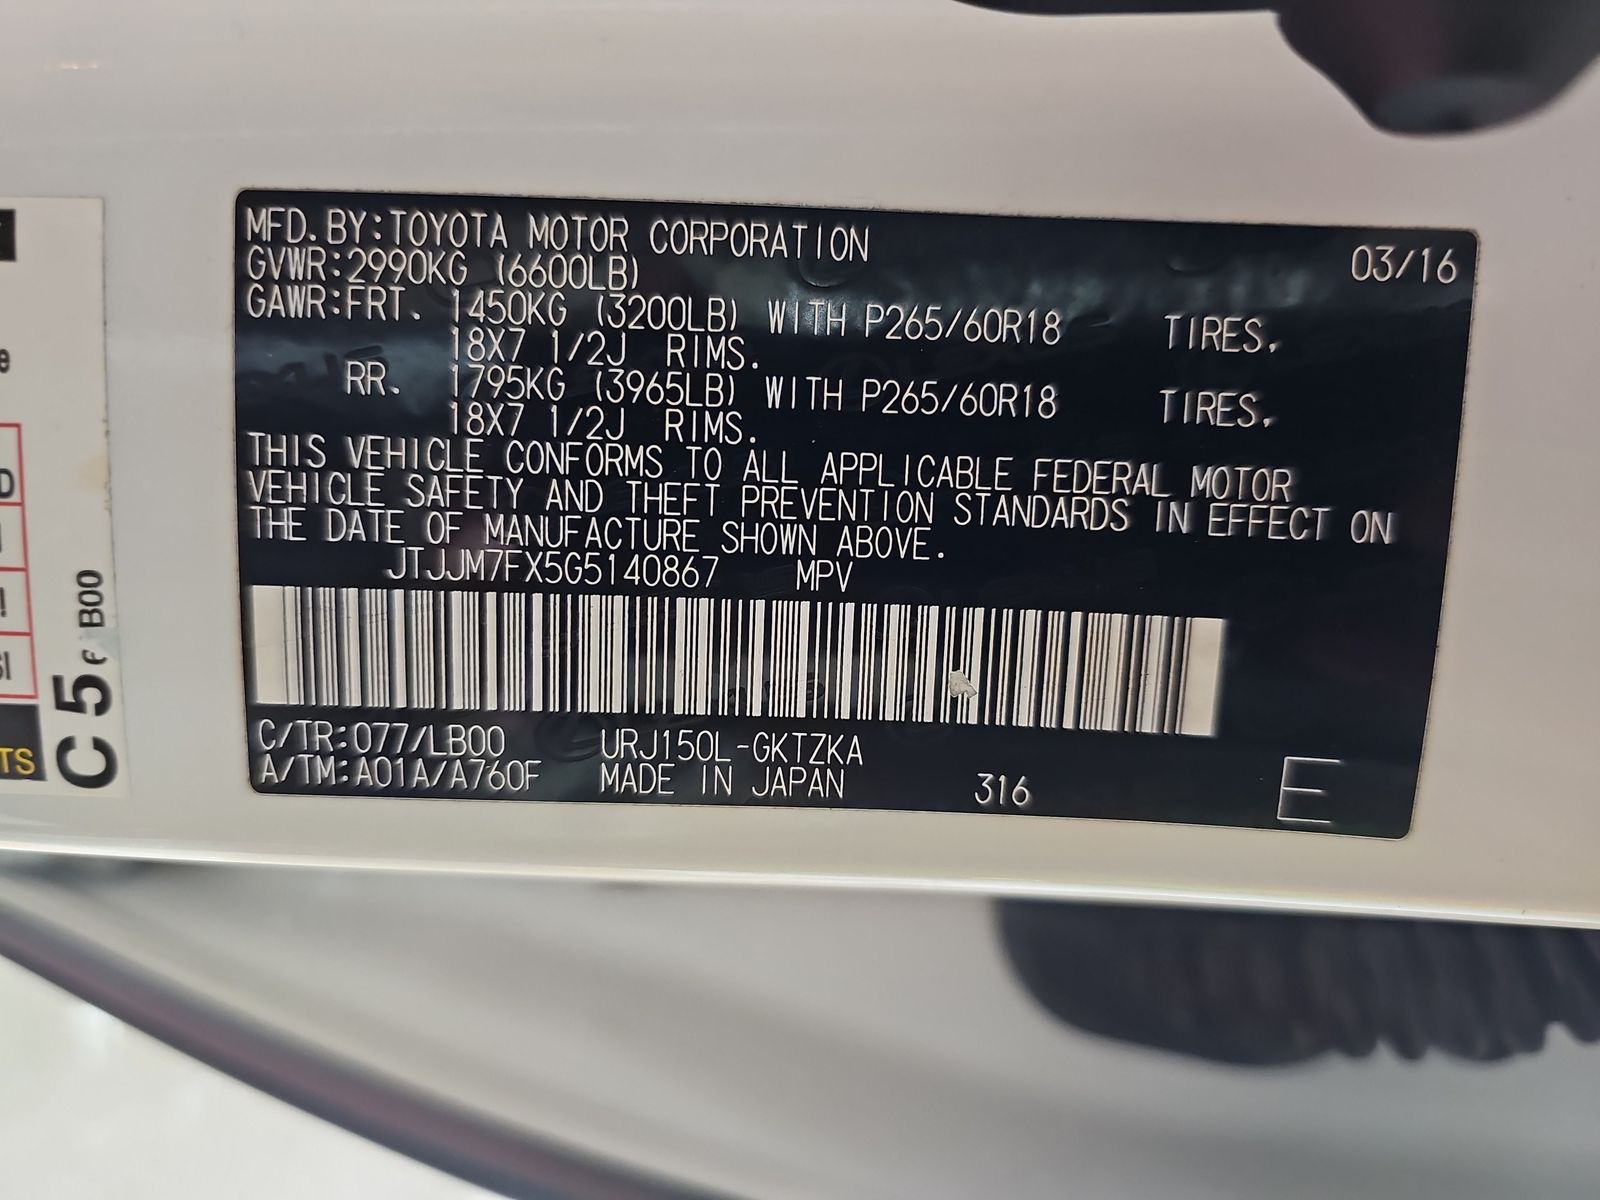 MFD. BY: TOYOTA MOTOR CORPORATION 03/16
GVWR: 2990KG (6600LB)
GAWR: FRT. 1450KG (3200LB) WITH P265/60R18 TIRES.
18X7 1/2J RIMS.
RR. 1795KG (3965LB) WITH P265/60R18 TIRES.
18X7 1/2J RIMS.
THIS VEHICLE CONFORMS TO ALL APPLICABLE FEDERAL MOTOR
VEHICLE SAFETY AND THEFT PREVENTION STANDARDS IN EFFECT ON
THE DATE OF MANUFACTURE SHOWN ABOVE.
JTJJM7FX5G5140867 MPV
C/TR: 077/LB00 URJ150L-GKTZKA
A/TM: A01A/A760F MADE IN JAPAN 316 E
C 5 € B00
TS